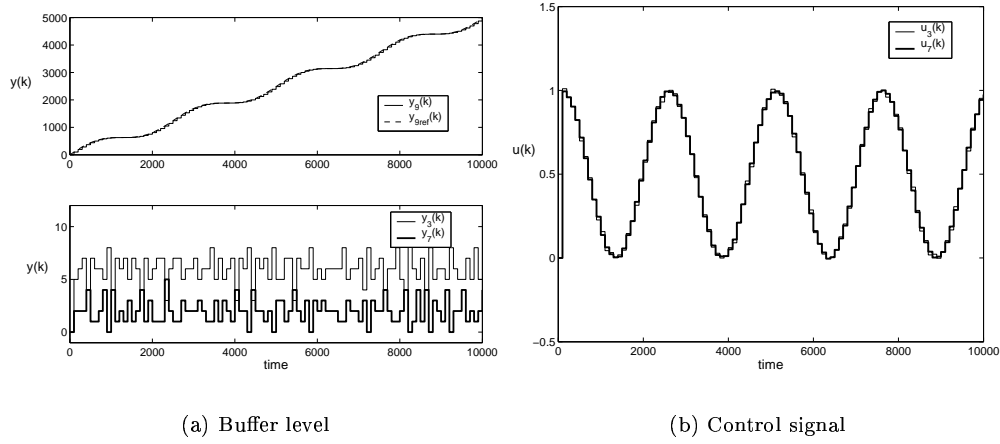 5000
4000
3000
2000
1000
0
y(k)
y9(k)
y9ref(k)
0
2000
4000
6000
8000
10000
10
5
0
y(k)
y3(k)
y7(k)
0
2000
4000
6000
8000
10000
time
(a) Buffer level
1.5
1
0.5
0
−0.5
u(k)
u3(k)
u7(k)
0
2000
4000
6000
8000
10000
time
(b) Control signal